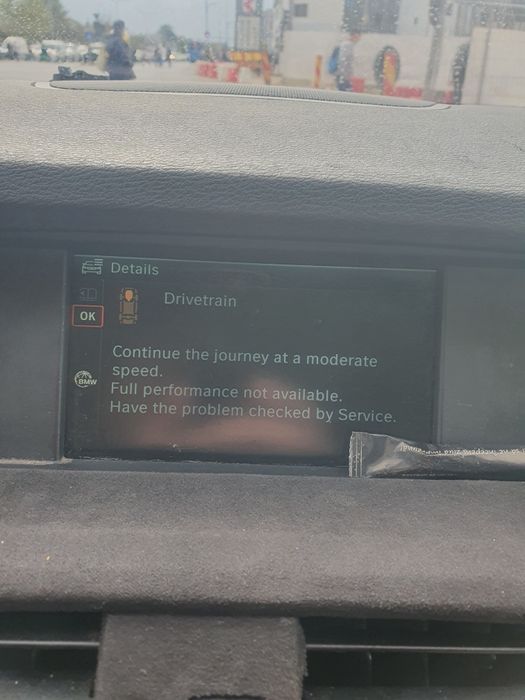 Details
Drivetrain
OK
Continue the journey at a moderate
speed.
BMW
Full performance not available.
Have the problem checked by Service.